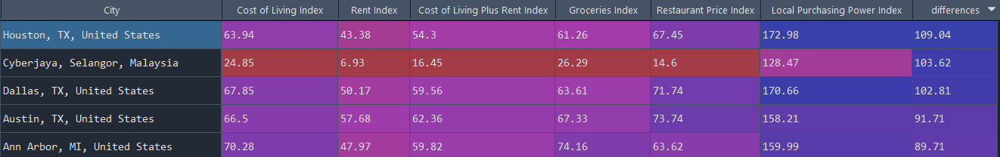 City Cost of Living Index Rent Index Cost of Living Plus Rent Index Groceries Index Restaurant Price Index Local Purchasing Power Index differences
Houston, TX, United States 63.94 43.38 54.3 61.26 67.45 172.98 109.04
Cyberjaya, Selangor, Malaysia 24.85 6.93 16.45 26.29 14.6 128.47 103.62
Dallas, TX, United States 67.85 50.17 59.56 63.61 71.74 170.66 102.81
Austin, TX, United States 66.5 57.68 62.36 67.33 73.74 158.21 91.71
Ann Arbor, MI, United States 70.28 47.97 59.82 74.16 63.62 159.99 89.71